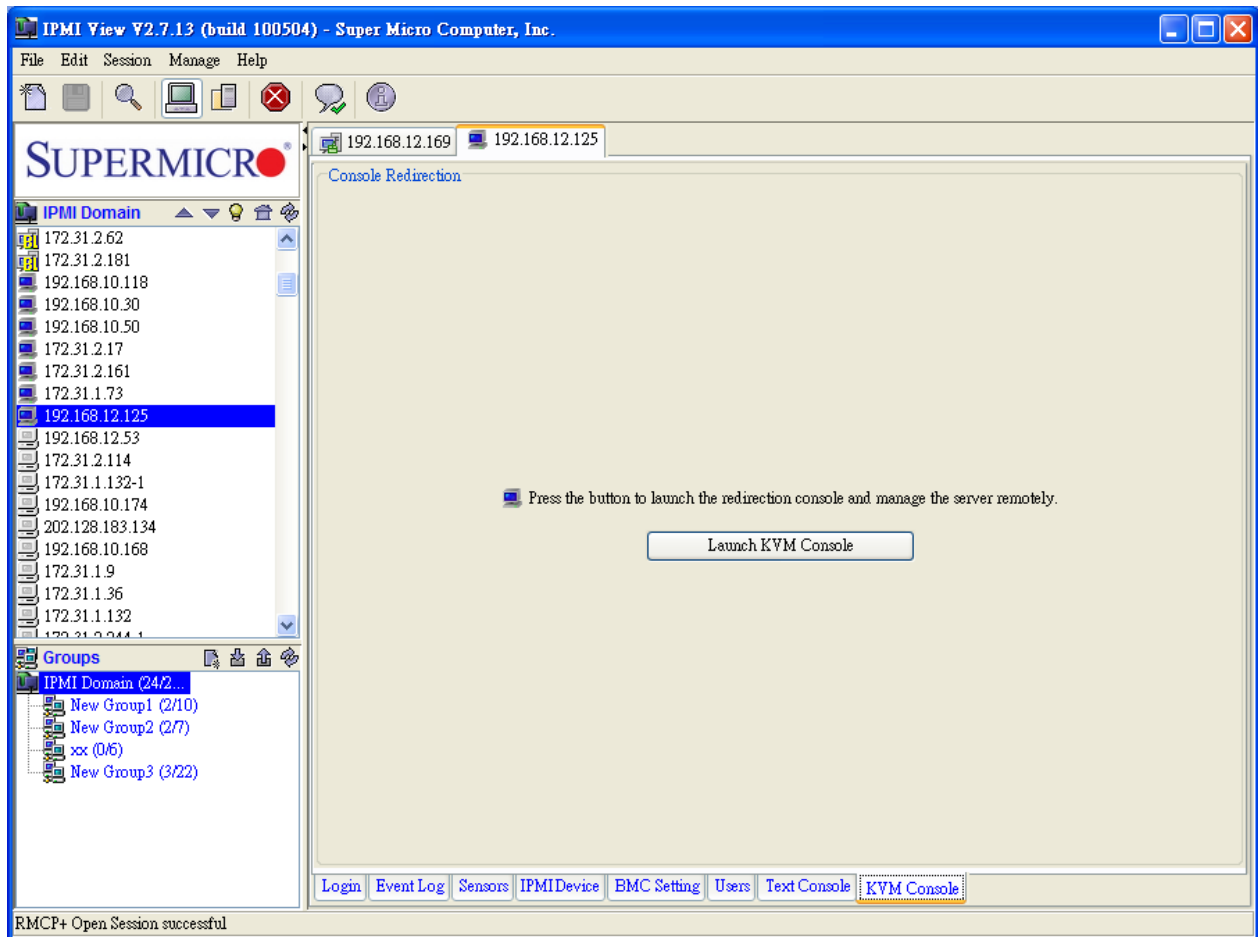 IPMI View V2.7.13 (build 100504) - Super Micro Computer, Inc.
File Edit Session Manage Help
SUPERMICRO
IPMI Domain
172.31.2.62
172.31.2.181
192.168.10.118
192.168.10.30
192.168.10.50
172.31.2.17
172.31.2.161
172.31.1.73
192.168.12.125
192.168.12.53
172.31.2.114
172.31.1.132-1
192.168.10.174
202.128.183.134
192.168.10.168
172.31.1.9
172.31.1.36
172.31.1.132
172.31.2.244-1
Groups
IPMI Domain (24/2...
New Group1 (2/10)
New Group2 (2/7)
xx (0/6)
New Group3 (3/22)
192.168.12.169 192.168.12.125
Console Redirection
Press the button to launch the redirection console and manage the server remotely.
Launch KVM Console
Login Event Log Sensors IPMI Device BMC Setting Users Text Console KVM Console
RMCP+ Open Session successful